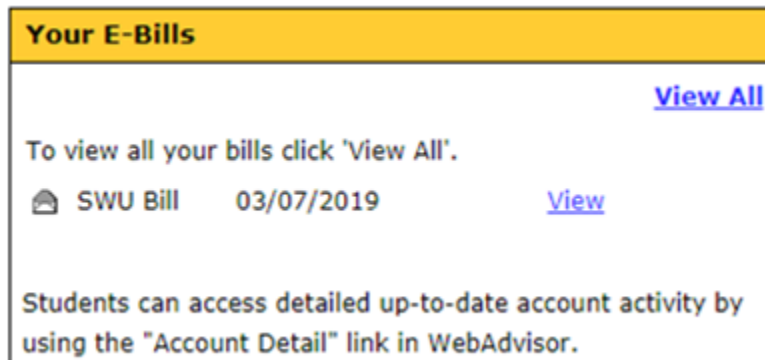 Your E-Bills
View All
To view all your bills click 'View All'.
SWU Bill 03/07/2019 View
Students can access detailed up-to-date account activity by
using the "Account Detail" link in WebAdvisor.